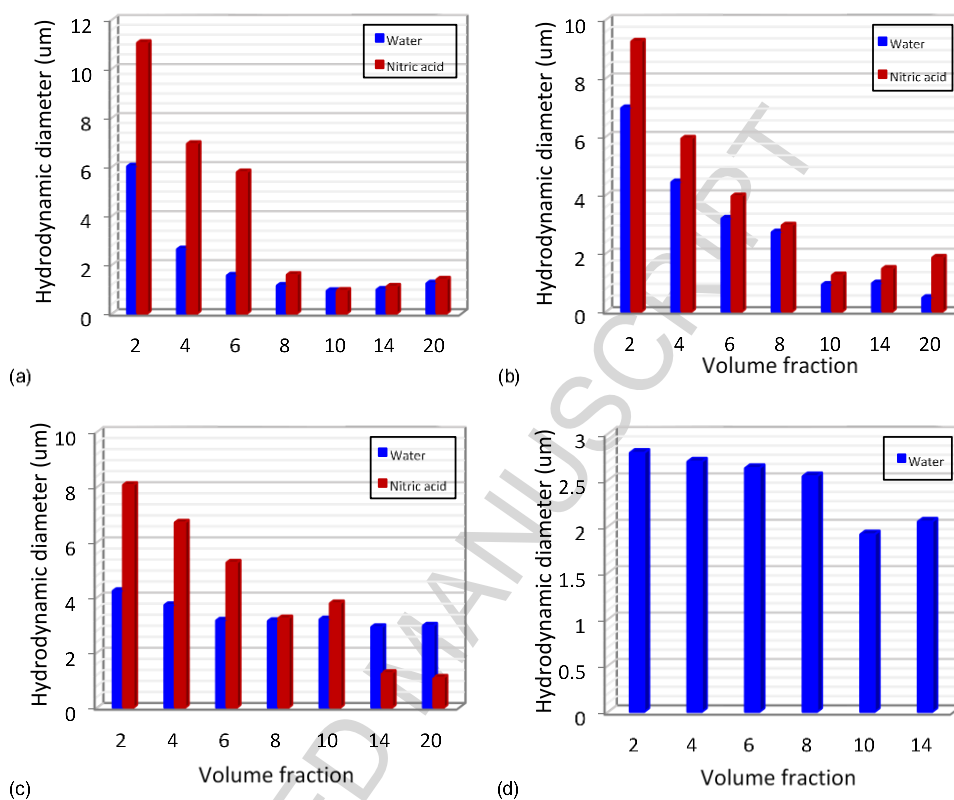 Hydrodynamic diameter (um)
12
10
8
6
4
2
0
Water
Nitric acid
2 4 6 8 10 14 20
(a)
Hydrodynamic diameter (um)
10
8
6
4
2
0
Water
Nitric acid
2 4 6 8 10 14 20
Volume fraction
(b)
Hydrodynamic diameter (um)
10
8
6
4
2
0
Water
Nitric acid
2 4 6 8 10 14 20
Volume fraction
(c)
Hydrodynamic diameter (um)
3
2.5
2
1.5
1
0.5
0
Water
2 4 6 8 10 14
Volume fraction
(d)
ED MANUSCRIPT